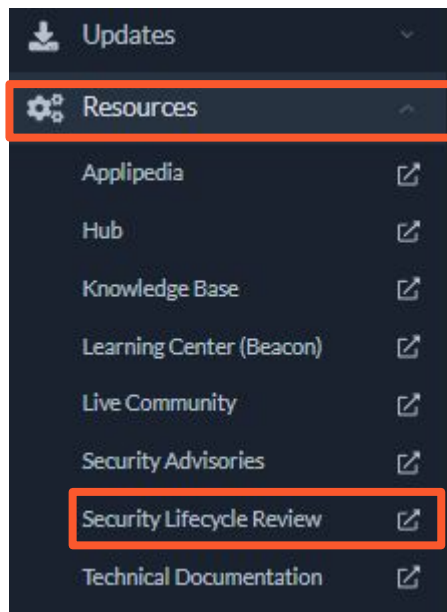 Updates
Resources
Applipedia
Hub
Knowledge Base
Learning Center (Beacon)
Live Community
Security Advisories
Security Lifecycle Review
Technical Documentation